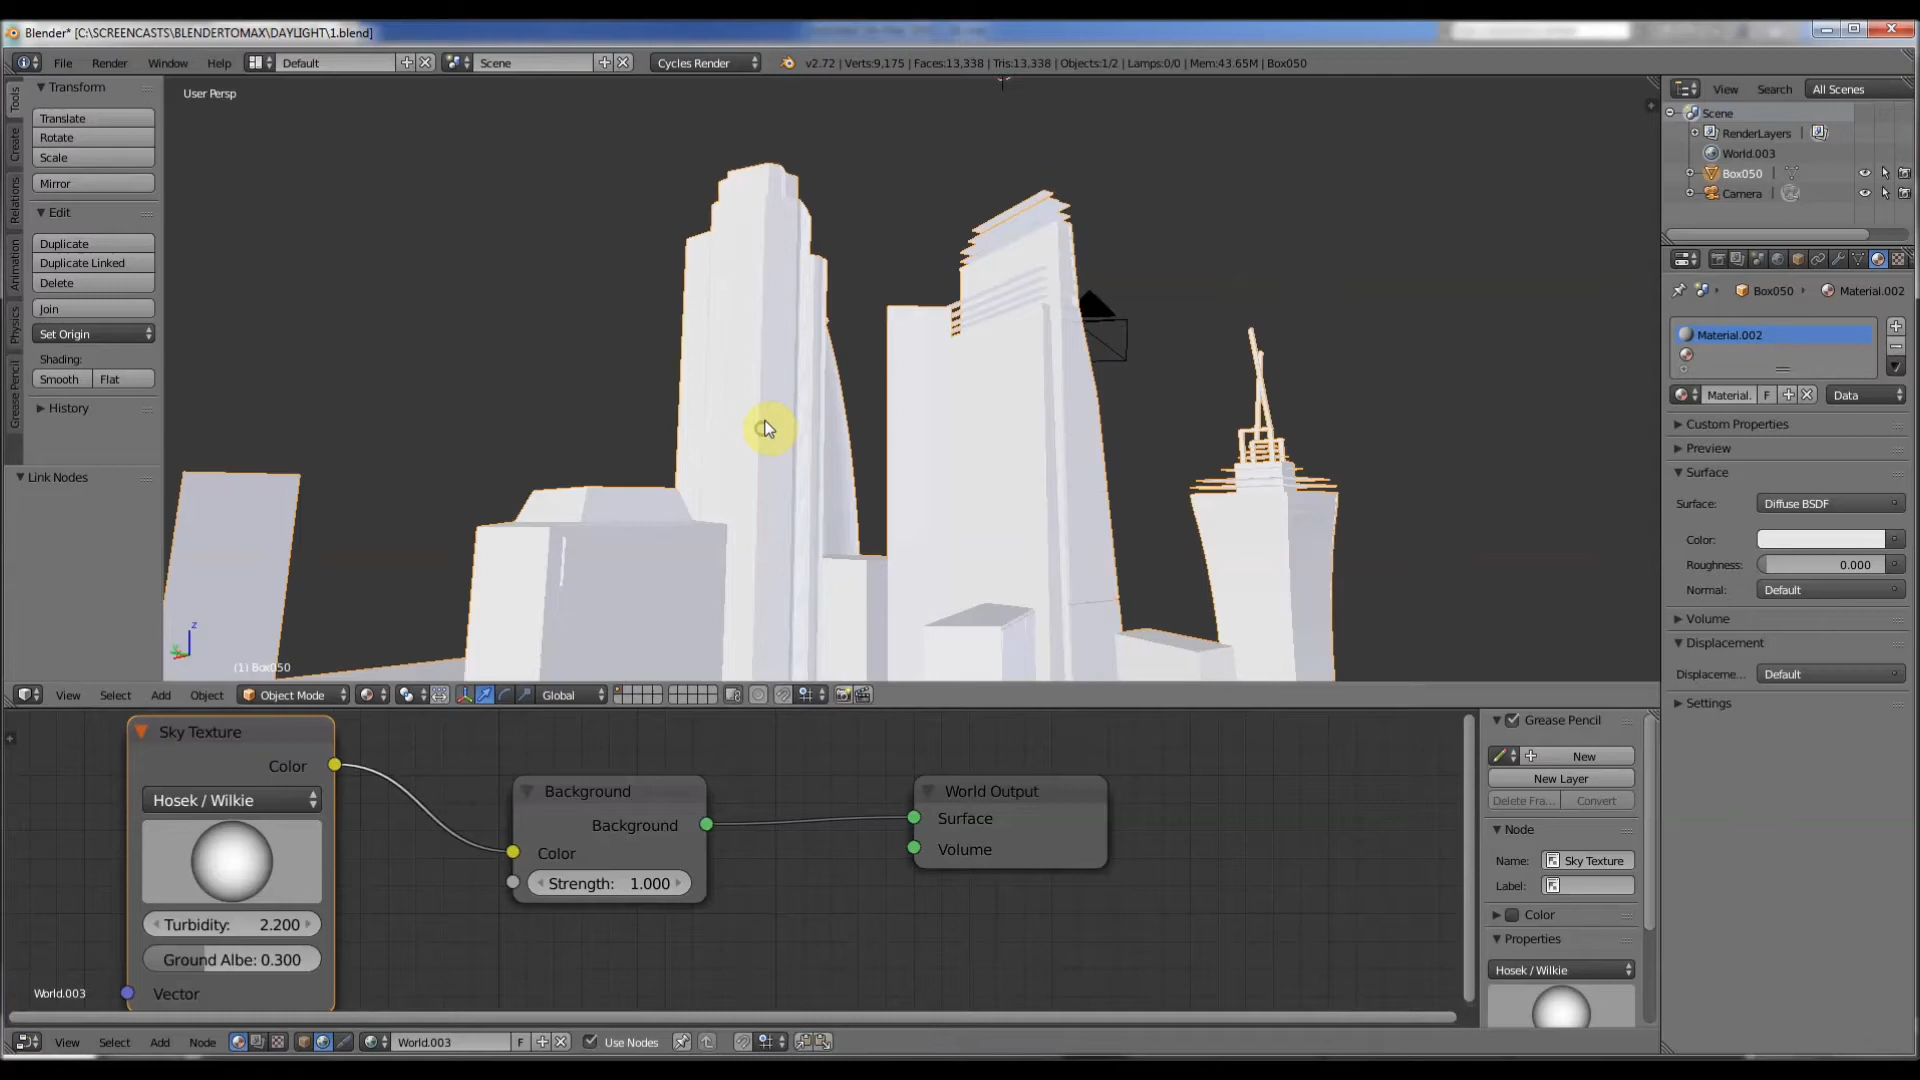 Blender* [C:\SCREENCASTS\BLENDERTOMAX\DAYLIGHT\1.blend]
File Render Window Help Default Scene Cycles Render v2.72 | Verts:9,175 | Faces:13,338 | Tris:13,338 | Objects:1/2 | Lamps:0/0 | Mem:43.65M | Box050
Tools
Create
Relations
Animation
Physics
Grease Pencil
Transform
Translate
Rotate
Scale
Mirror
Edit
Duplicate
Duplicate Linked
Delete
Join
Set Origin
Shading:
Smooth Flat
History
Link Nodes
User Persp
z
(1) Box050
View Select Add Object Object Mode Global
View Search All Scenes
Scene
RenderLayers
World.003
Box050
Camera
Box050 Material.002
Material.002
Material. F Data
Custom Properties
Preview
Surface
Surface: Diffuse BSDF
Color:
Roughness: 0.000
Normal: Default
Volume
Displacement
Displaceme... Default
Settings
Sky Texture
Color
Hosek / Wilkie
Turbidity: 2.200
Ground Albe: 0.300
Vector
World.003
Background
Background
Color
Strength: 1.000
World Output
Surface
Volume
Grease Pencil
New
New Layer
Delete Fra... Convert
Node
Name: Sky Texture
Label:
Color
Properties
Hosek / Wilkie
View Select Add Node World.003 F Use Nodes